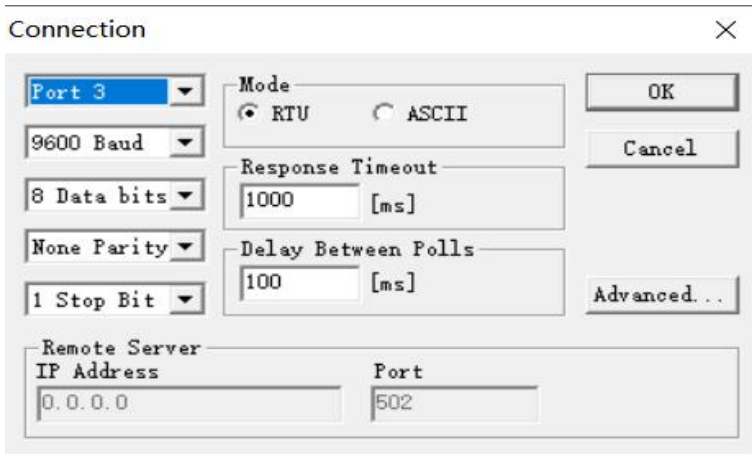 Connection
Port 3
9600 Baud
8 Data bits
None Parity
1 Stop Bit
Mode
RTU
ASCII
Response Timeout
1000
[ms]
Delay Between Polls
100
[ms]
OK
Cancel
Advanced...
Remote Server
IP Address
Port
0.0.0.0
502